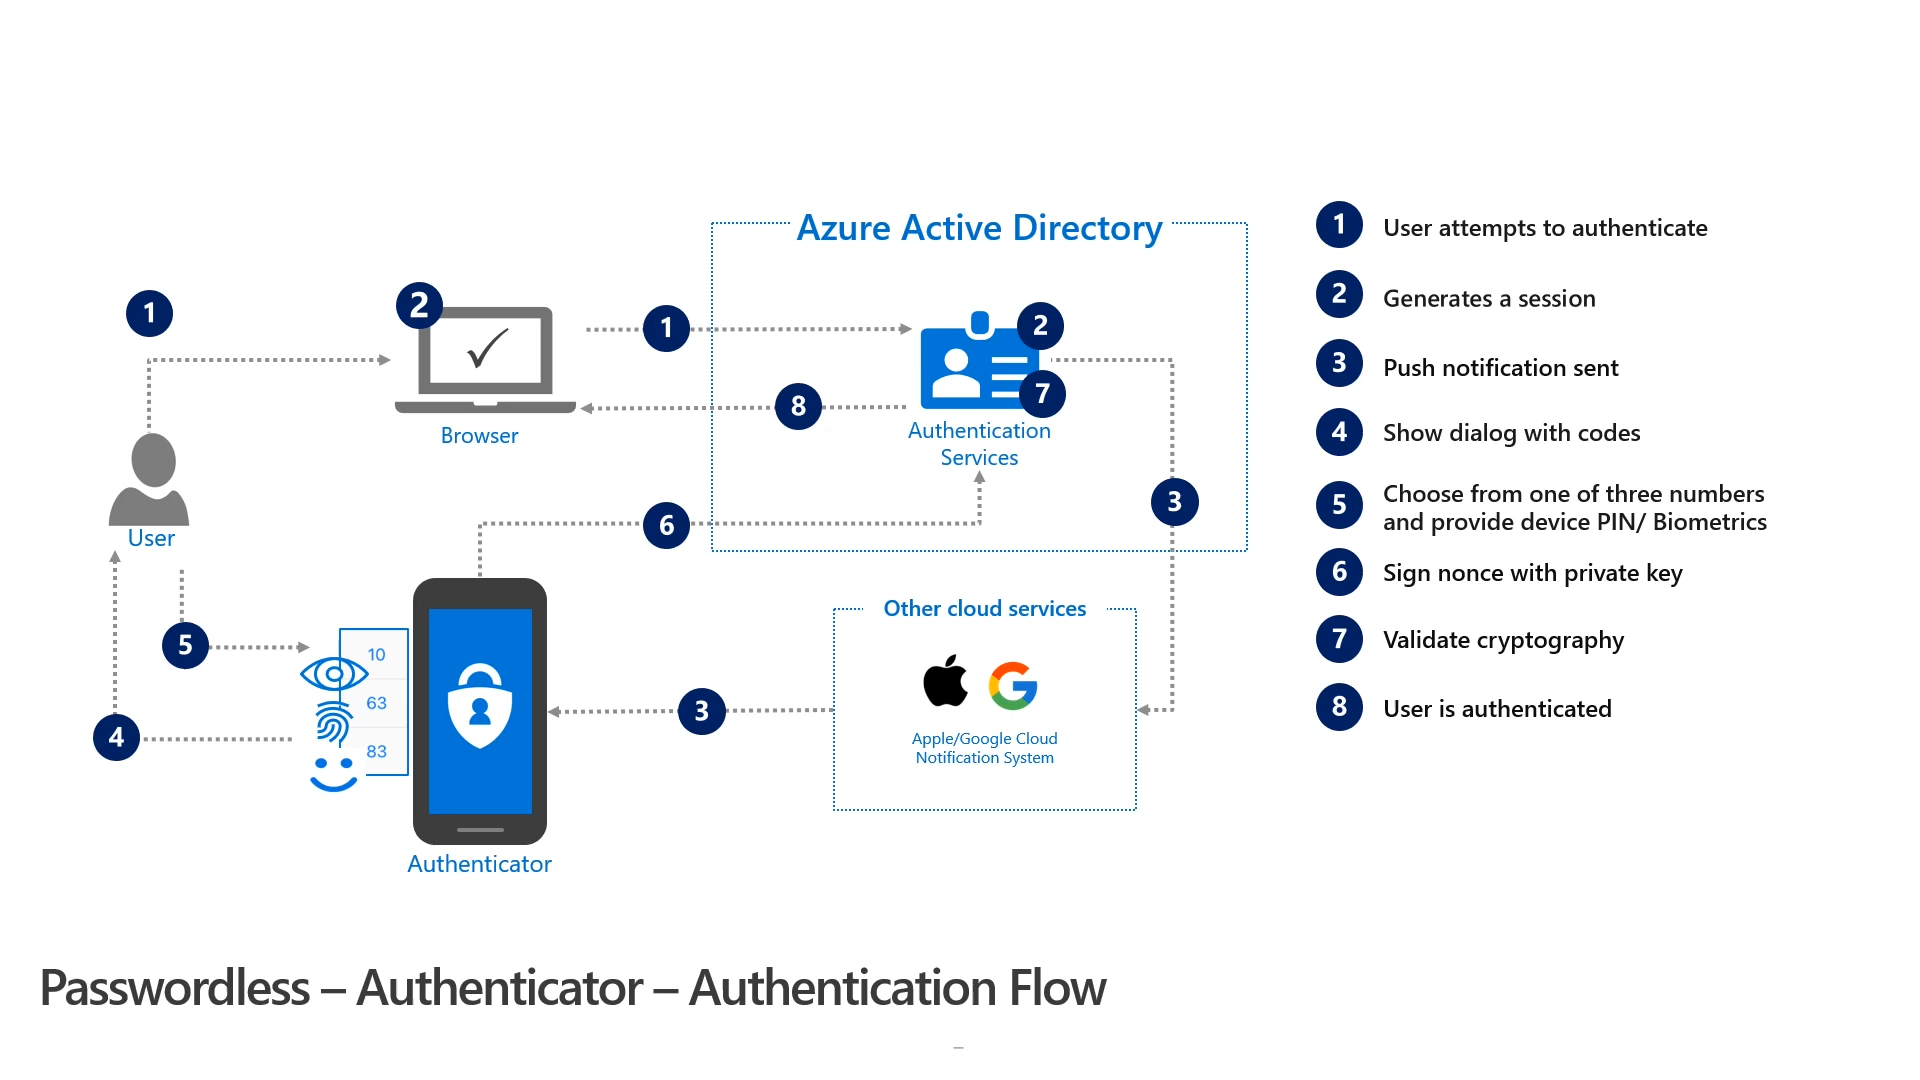 Azure Active Directory
1
2
1
2
7
8
Browser
Authentication
Services
User
6
3
5
10
63
83
4
3
Authenticator
Other cloud services
Apple/Google Cloud
Notification System
1 User attempts to authenticate
2 Generates a session
3 Push notification sent
4 Show dialog with codes
5 Choose from one of three numbers
and provide device PIN/ Biometrics
6 Sign nonce with private key
7 Validate cryptography
8 User is authenticated
Passwordless – Authenticator – Authentication Flow